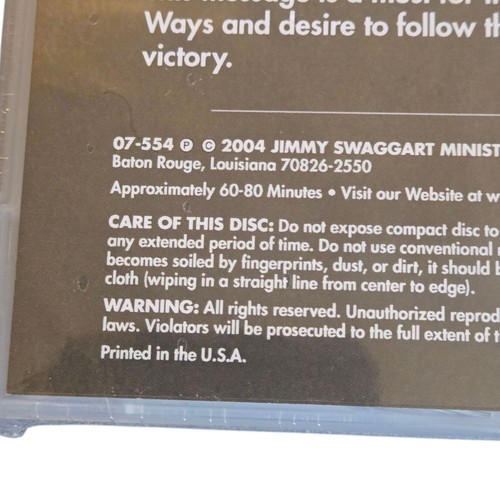 message is a must for
Ways and desire to follow th
victory.
07-554 ℗ © 2004 JIMMY SWAGGART MINIST
Baton Rouge, Louisiana 70826-2550
Approximately 60-80 Minutes • Visit our Website at w
CARE OF THIS DISC: Do not expose compact disc to
any extended period of time. Do not use conventional
becomes soiled by fingerprints, dust, or dirt, it should b
cloth (wiping in a straight line from center to edge).
WARNING: All rights reserved. Unauthorized reprod
laws. Violators will be prosecuted to the full extent of t
Printed in the U.S.A.